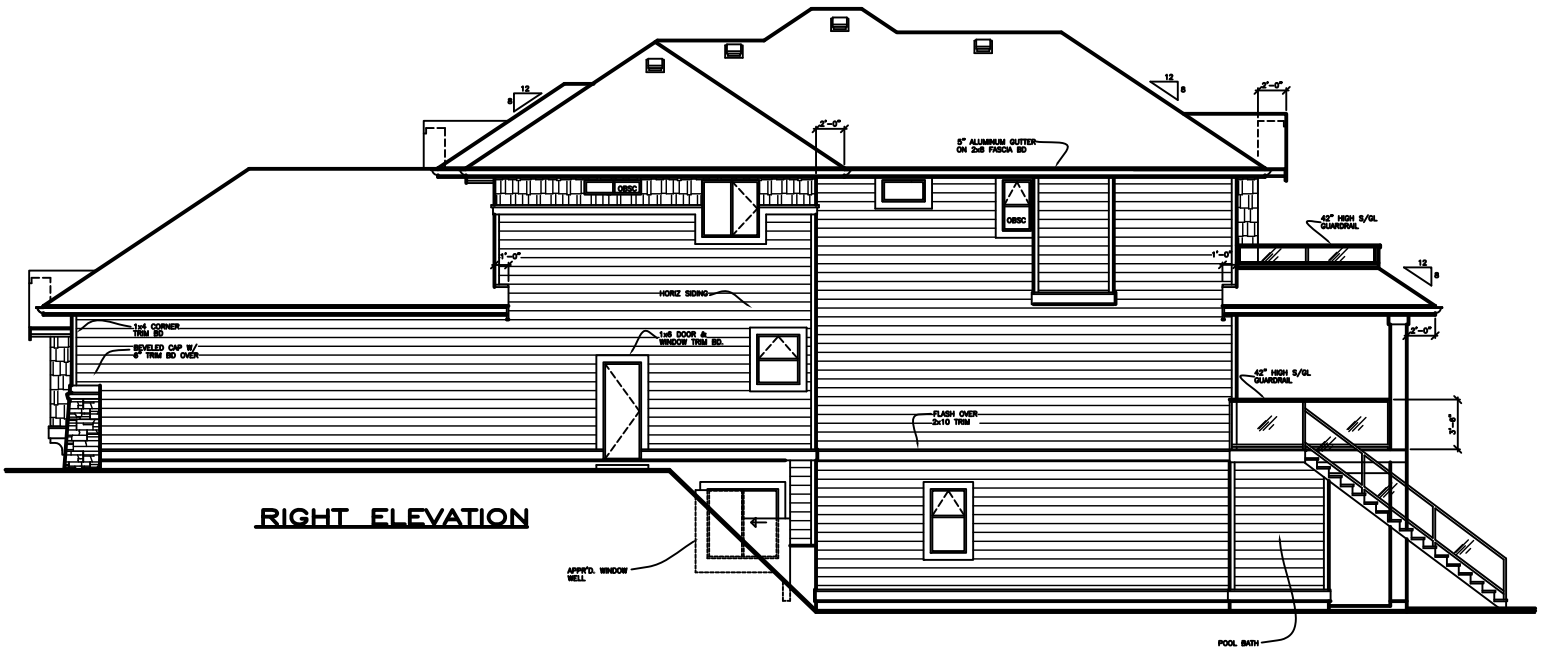 12
8
12
8
2'-0"
2'-0"
5" ALUMINUM GUTTER
ON 2x8 FASCIA BD
OBSC
OBSC
42" HIGH S/GL
GUARDRAIL
1'-0"
1'-0"
12
8
HORIZ SIDING
1x4 CORNER
TRIM BD
1x6 DOOR &
WINDOW TRIM BD.
2'-0"
BEVELED CAP W/
8" TRIM BD OVER
42" HIGH S/GL
GUARDRAIL
FLASH OVER
2x10 TRIM
3'-6"
RIGHT ELEVATION
APPR'D. WINDOW
WELL
POOL BATH